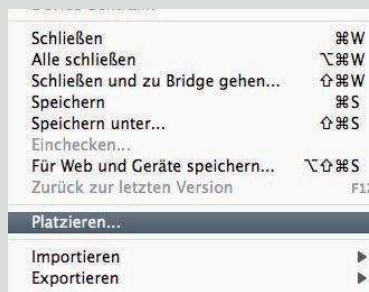 Schließen ⌘W
Alle schließen ⌥⌘W
Schließen und zu Bridge gehen... ⇧⌘W
Speichern ⌘S
Speichern unter... ⇧⌘S
Einchecken...
Für Web und Geräte speichern... ⌥⇧⌘S
Zurück zur letzten Version F12
Platzieren...
Importieren
Exportieren